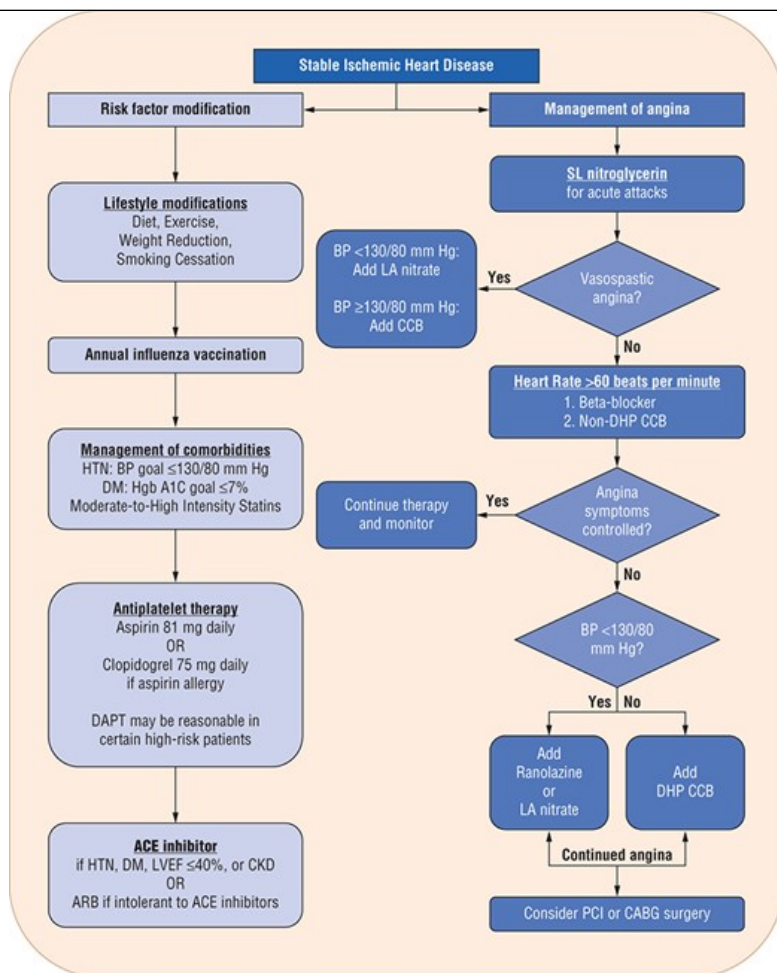 Stable Ischemic Heart Disease
Risk factor modification
Lifestyle modifications
Diet, Exercise,
Weight Reduction,
Smoking Cessation
Annual influenza vaccination
Management of comorbidities
HTN: BP goal ≤130/80 mm Hg
DM: Hgb A1C goal ≤7%
Moderate-to-High Intensity Statins
Antiplatelet therapy
Aspirin 81 mg daily
OR
Clopidogrel 75 mg daily
if aspirin allergy
DAPT may be reasonable in
certain high-risk patients
ACE inhibitor
if HTN, DM, LVEF ≤40%, or CKD
OR
ARB if intolerant to ACE inhibitors
Management of angina
SL nitroglycerin
for acute attacks
Vasospastic
angina?
Yes
BP <130/80 mm Hg:
Add LA nitrate
BP ≥130/80 mm Hg:
Add CCB
No
Heart Rate >60 beats per minute
1. Beta-blocker
2. Non-DHP CCB
Angina
symptoms
controlled?
Yes
Continue therapy
and monitor
No
BP <130/80
mm Hg?
Yes
No
Add
Ranolazine
or
LA nitrate
Add
DHP CCB
Continued angina
Consider PCI or CABG surgery